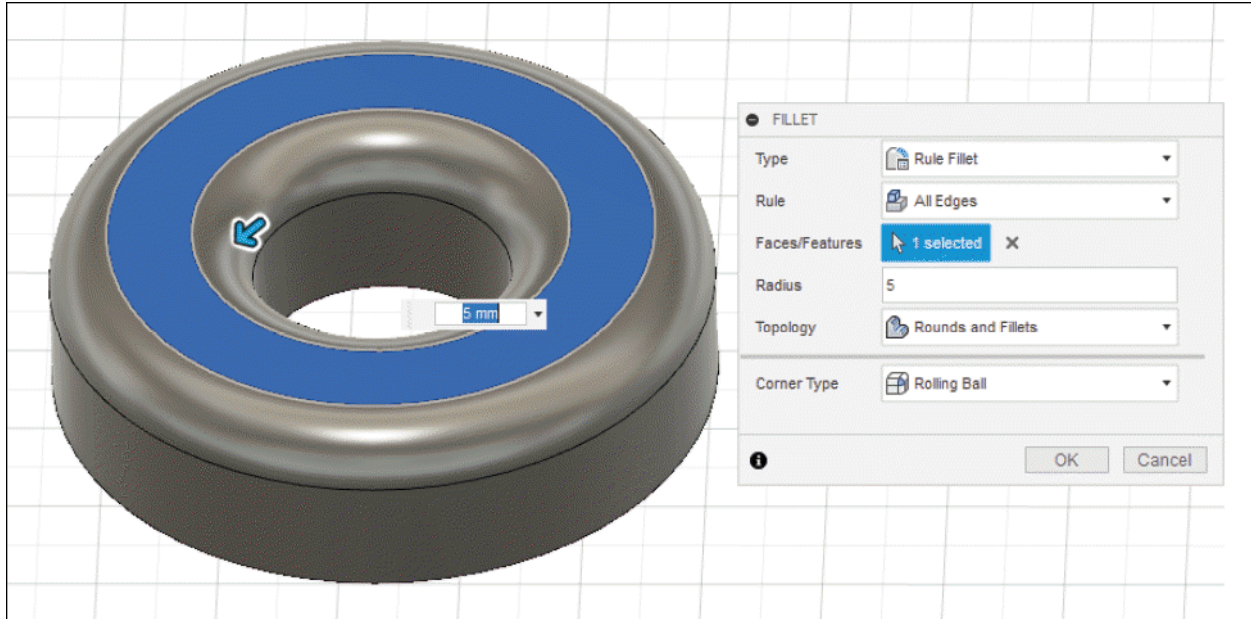 FILLET
Type Rule Fillet
Rule All Edges
Faces/Features 1 selected
Radius 5
5 mm
Topology Rounds and Fillets
Corner Type Rolling Ball
OK Cancel